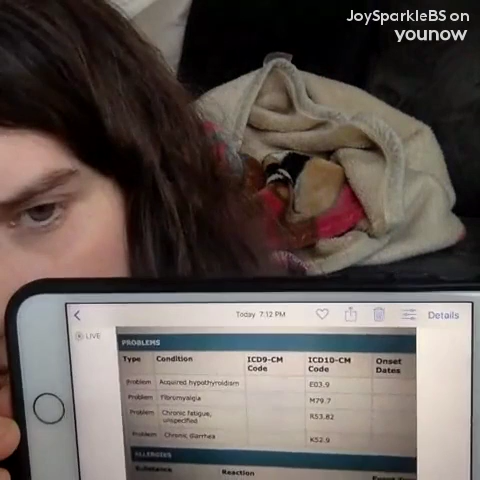 JoySparkleBS on
younow
Today 7:12 PM
Details
LIVE
PROBLEMS
Type Condition ICD9-CM Code ICD10-CM Code Onset Dates
Problem Acquired hypothyroidism E03.9
Problem Fibromyalgia M79.7
Problem Chronic fatigue, unspecified R53.82
Problem Chronic diarrhea K52.9
ALLERGIES
Substance Reaction